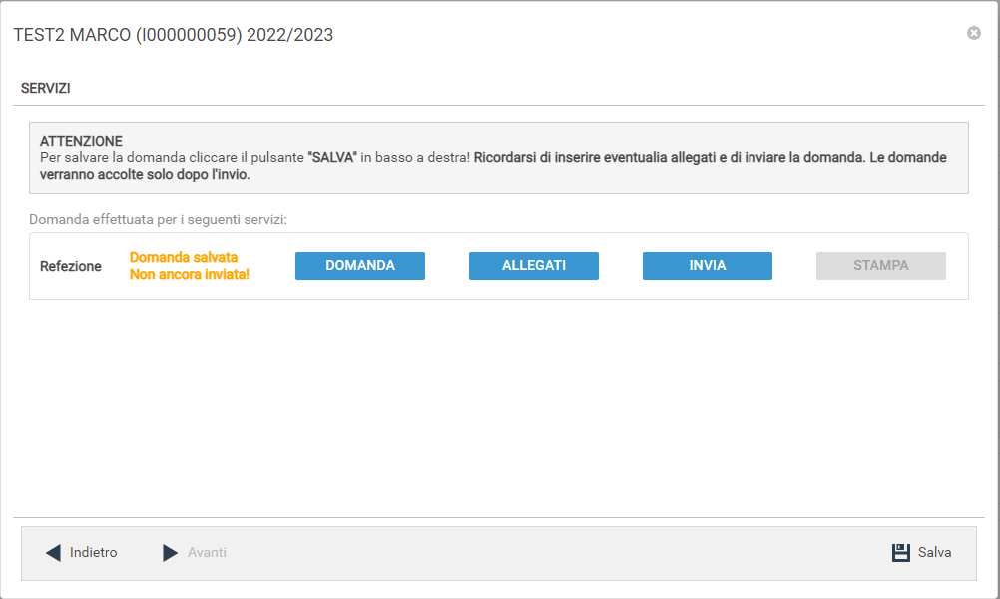 TEST2 MARCO (I000000059) 2022/2023
SERVIZI
ATTENZIONE
Per salvare la domanda cliccare il pulsante "SALVA" in basso a destra! Ricordarsi di inserire eventualia allegati e di inviare la domanda. Le domande
verranno accolte solo dopo l'invio.
Domanda effettuata per i seguenti servizi:
Refezione
Domanda salvata
Non ancora inviata!
DOMANDA
ALLEGATI
INVIA
STAMPA
Indietro
Avanti
Salva